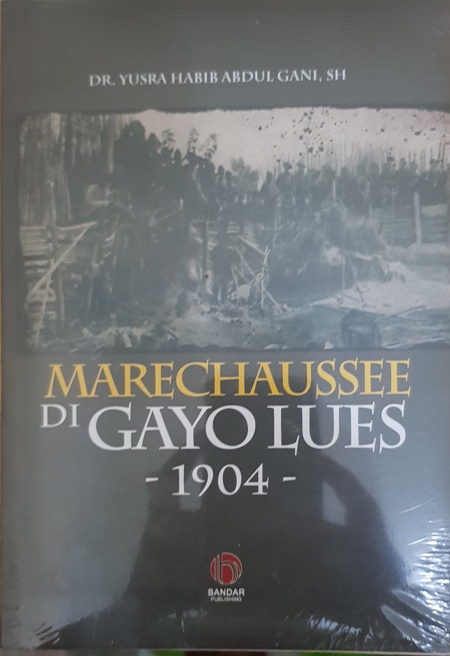 DR. YUSRA HABIB ABDUL GANI, SH
MARECHAUSSEE
DI GAYO LUES
- 1904 -
BANDAR
PUBLISHING